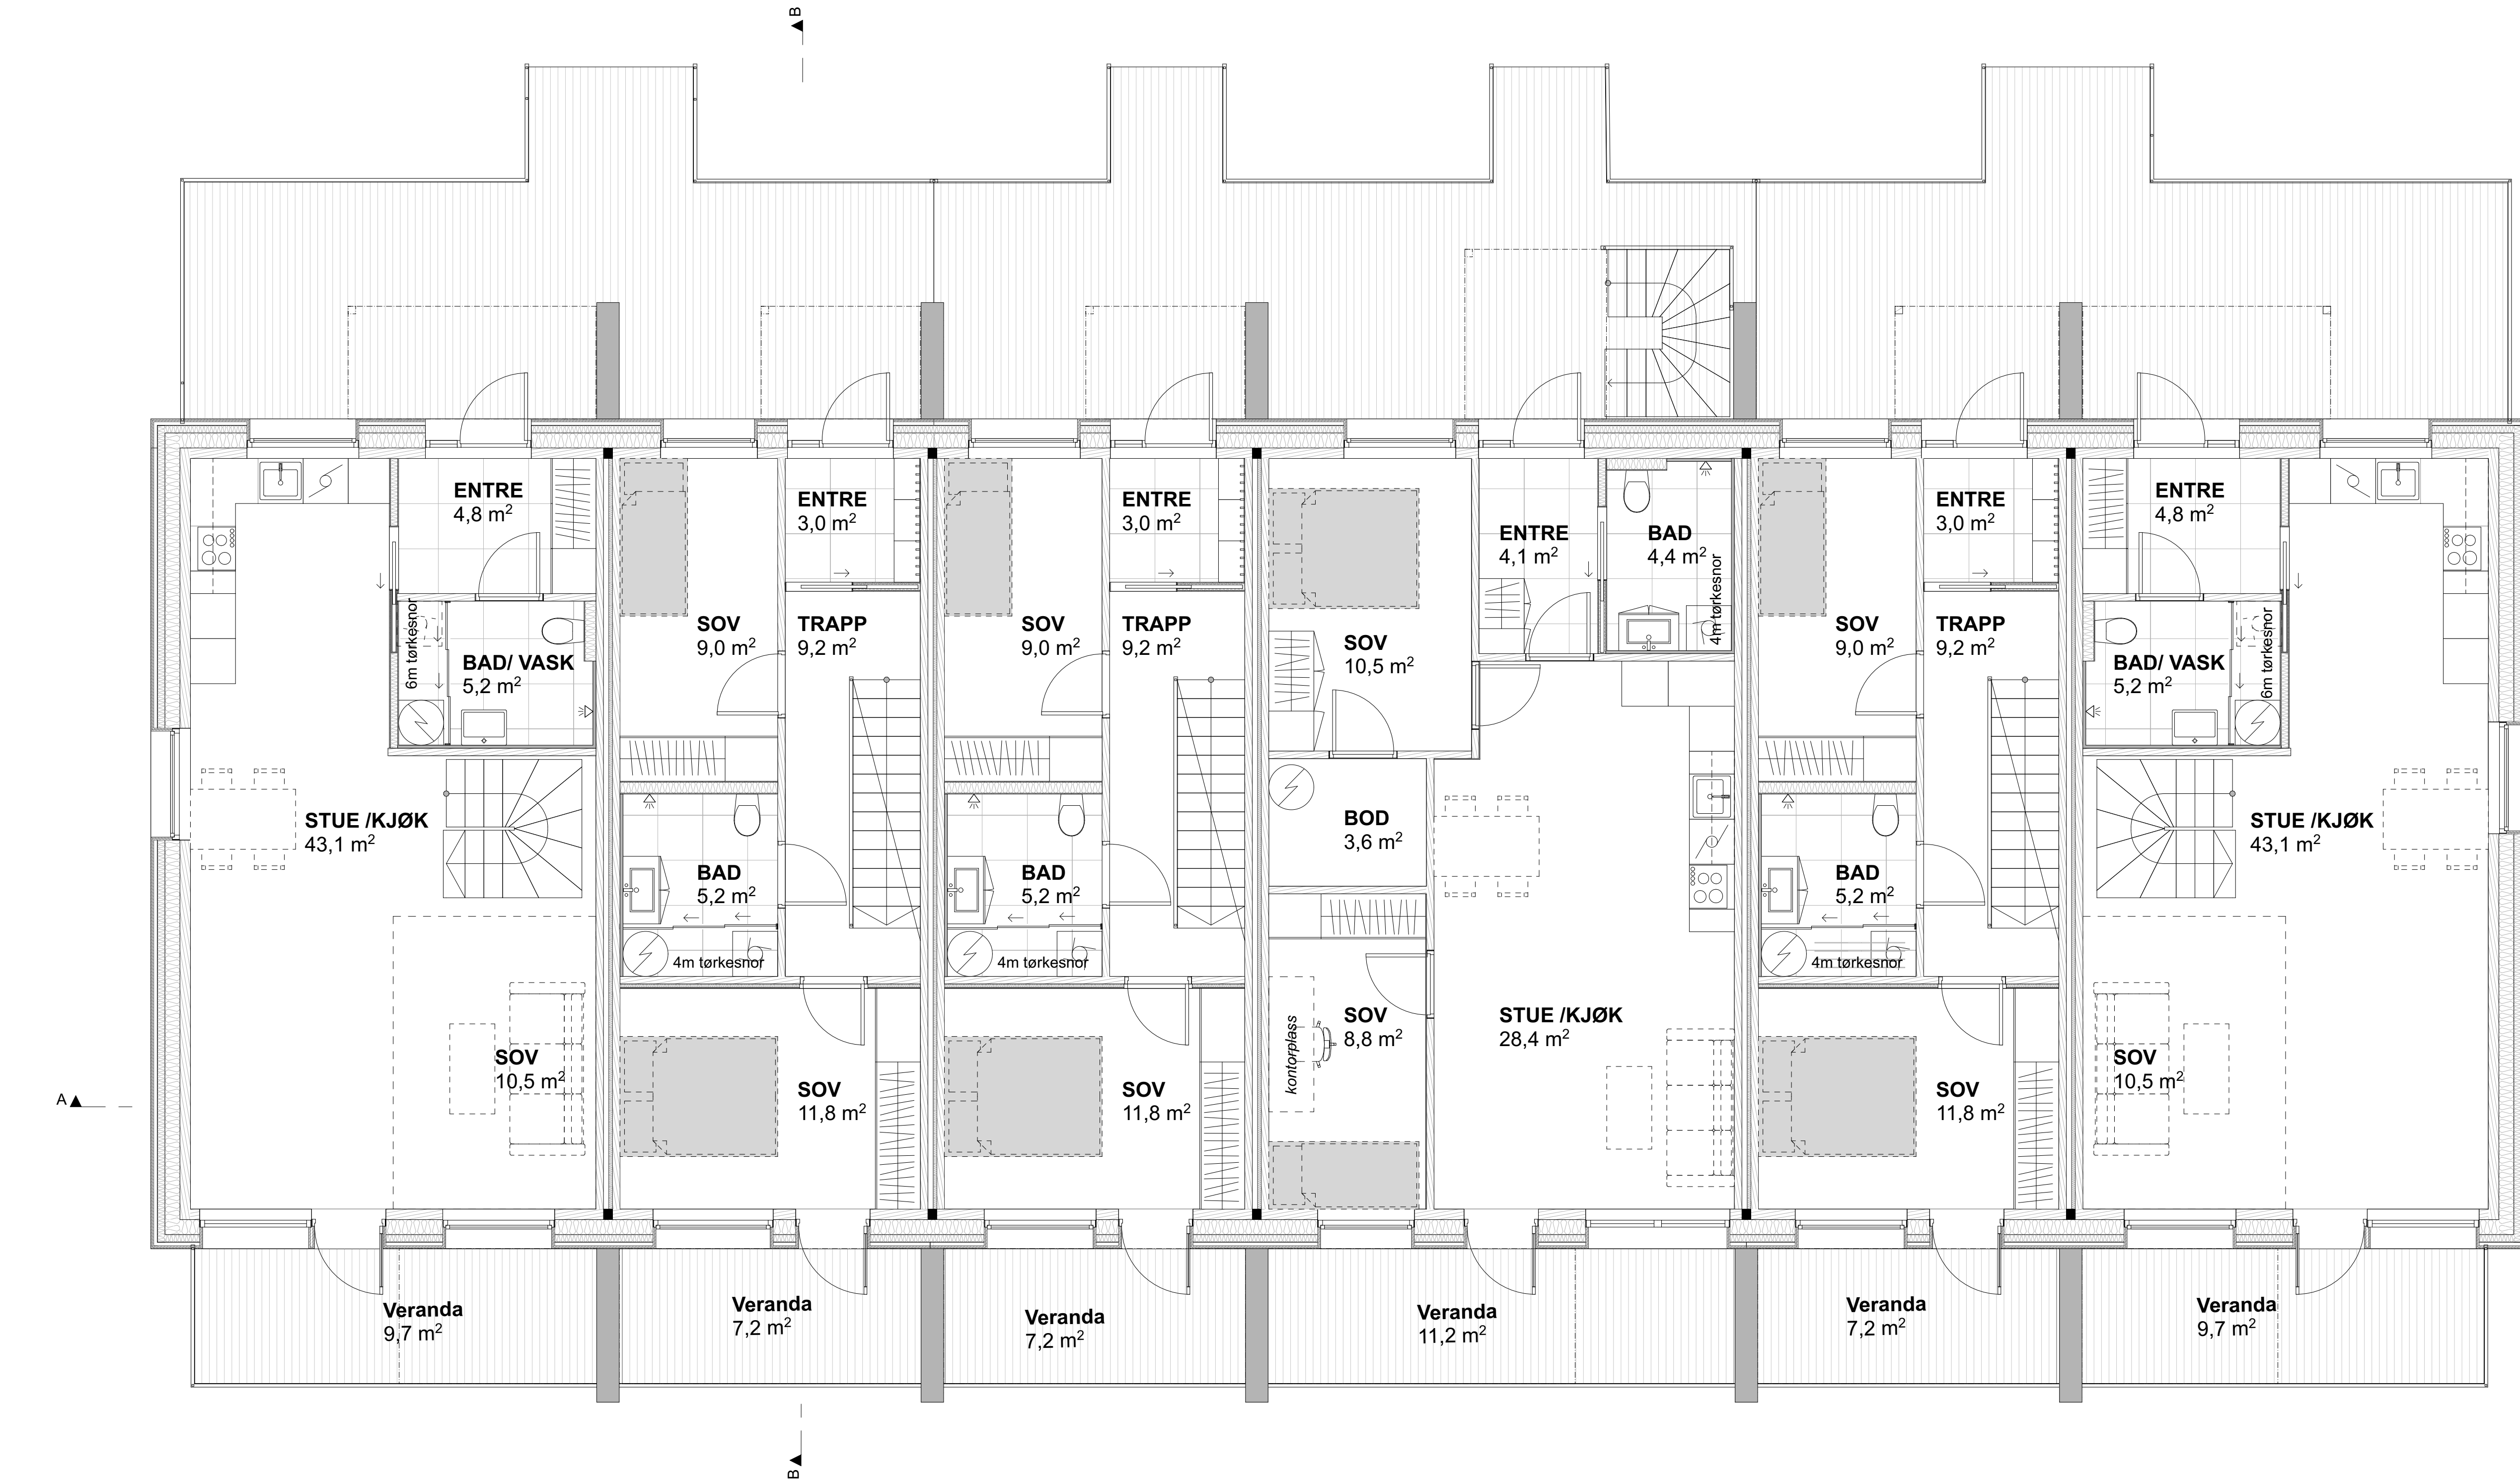 B
ENTRE
4,8 m²
ENTRE
3,0 m²
ENTRE
3,0 m²
ENTRE
4,1 m²
BAD
4,4 m²
4m tørkesnor
ENTRE
3,0 m²
ENTRE
4,8 m²
6m tørkesnor
BAD/ VASK
5,2 m²
SOV
9,0 m²
TRAPP
9,2 m²
SOV
9,0 m²
TRAPP
9,2 m²
SOV
10,5 m²
SOV
9,0 m²
TRAPP
9,2 m²
BAD/ VASK
5,2 m²
6m tørkesnor
STUE /KJØK
43,1 m²
BAD
5,2 m²
4m tørkesnor
BAD
5,2 m²
4m tørkesnor
BOD
3,6 m²
BAD
5,2 m²
4m tørkesnor
STUE /KJØK
43,1 m²
SOV
10,5 m²
SOV
11,8 m²
SOV
11,8 m²
kontorplass
SOV
8,8 m²
STUE /KJØK
28,4 m²
SOV
11,8 m²
SOV
10,5 m²
A
Veranda
9,7 m²
Veranda
7,2 m²
Veranda
7,2 m²
Veranda
11,2 m²
Veranda
7,2 m²
Veranda
9,7 m²
B